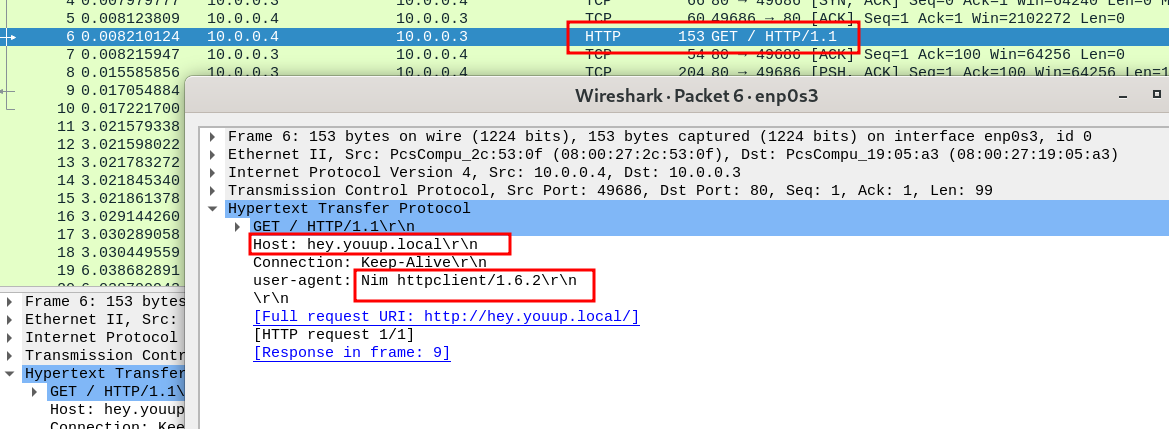 4 0.007979777 10.0.0.3 10.0.0.4 TCP 66 80 → 49686 [SYN, ACK] Seq=0 Ack=1 Win=64240 Len=0
5 0.008123809 10.0.0.4 10.0.0.3 TCP 60 49686 → 80 [ACK] Seq=1 Ack=1 Win=2102272 Len=0
6 0.008210124 10.0.0.4 10.0.0.3 HTTP 153 GET / HTTP/1.1
7 0.008215947 10.0.0.3 10.0.0.4 TCP 54 80 → 49686 [ACK] Seq=1 Ack=100 Win=64256 Len=0
8 0.015585856 10.0.0.3 10.0.0.4 TCP 204 80 → 49686 [PSH, ACK] Seq=1 Ack=100 Win=64256 Len=1
9 0.017054884
10 0.017221700
11 3.021579338
12 3.021598022
13 3.021783272
14 3.021845340
15 3.021861378
16 3.029144260
17 3.030289058
18 3.030449559
19 6.038682891
Wireshark · Packet 6 · enp0s3
Frame 6: 153 bytes on wire (1224 bits), 153 bytes captured (1224 bits) on interface enp0s3, id 0
Ethernet II, Src: PcsCompu_2c:53:0f (08:00:27:2c:53:0f), Dst: PcsCompu_19:05:a3 (08:00:27:19:05:a3)
Internet Protocol Version 4, Src: 10.0.0.4, Dst: 10.0.0.3
Transmission Control Protocol, Src Port: 49686, Dst Port: 80, Seq: 1, Ack: 1, Len: 99
Hypertext Transfer Protocol
GET / HTTP/1.1\r\n
Host: hey.youup.local\r\n
Connection: Keep-Alive\r\n
user-agent: Nim httpclient/1.6.2\r\n
\r\n
[Full request URI: http://hey.youup.local/]
[HTTP request 1/1]
[Response in frame: 9]
Frame 6: 153 bytes
Ethernet II, Src:
Internet Protocol
Transmission Contr
Hypertext Transfer
GET / HTTP/1.1\
Host: hey.youup
Connection: Kee